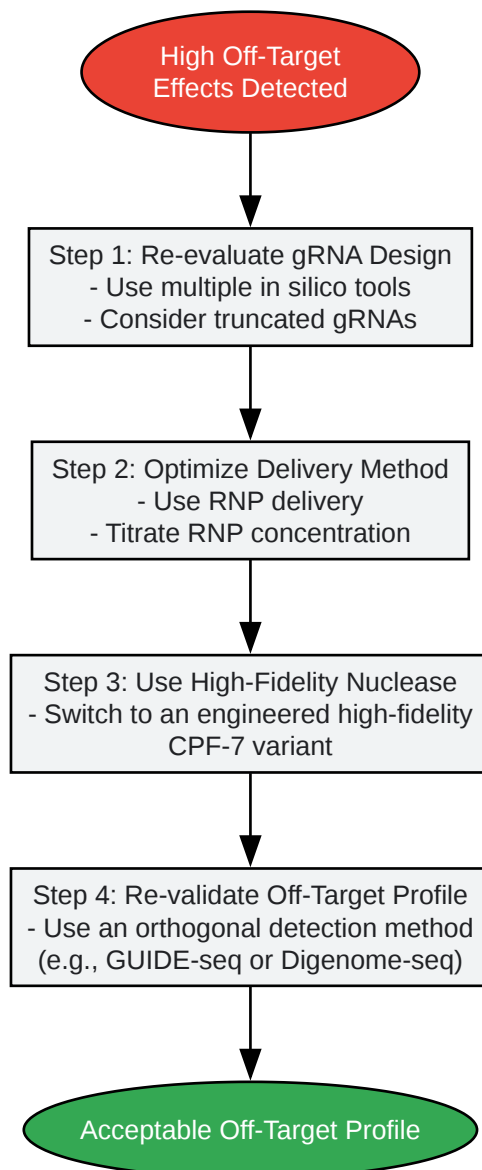 High Off-Target
Effects Detected
Step 1: Re-evaluate gRNA Design
- Use multiple in silico tools
- Consider truncated gRNAs
Step 2: Optimize Delivery Method
- Use RNP delivery
- Titrate RNP concentration
Step 3: Use High-Fidelity Nuclease
- Switch to an engineered high-fidelity
CPF-7 variant
Step 4: Re-validate Off-Target Profile
- Use an orthogonal detection method
(e.g., GUIDE-seq or Digenome-seq)
Acceptable Off-Target Profile